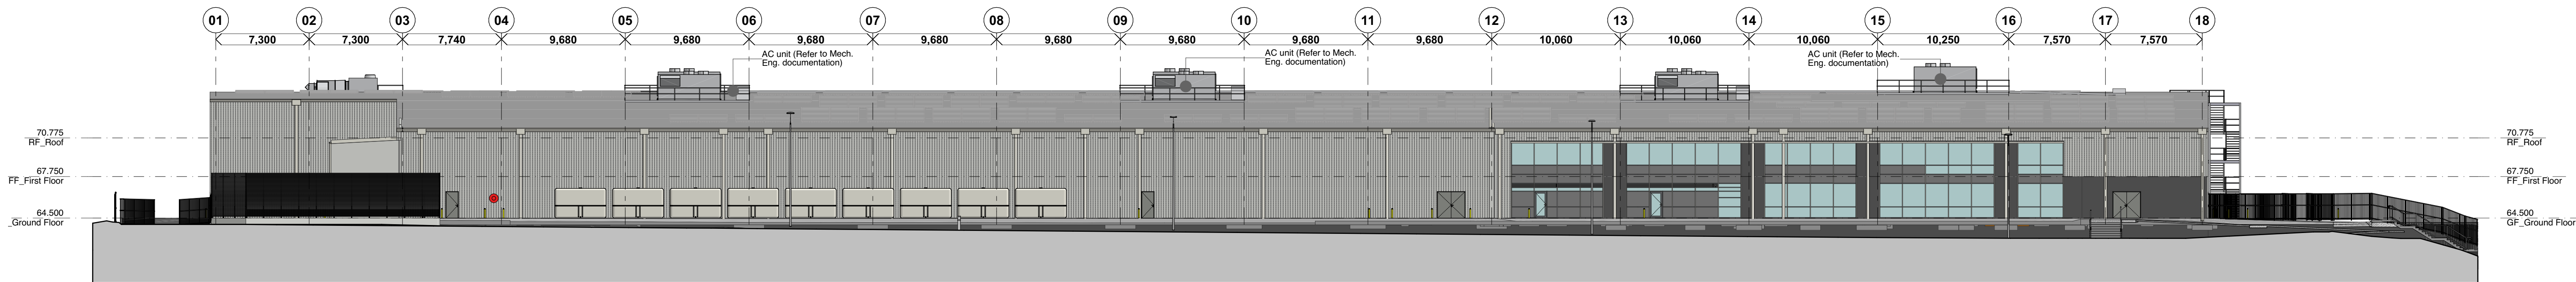 01 02 03 04 05 06 07 08 09 10 11 12 13 14 15 16 17 18
7,300 7,300 7,740 9,680 9,680 9,680 9,680 9,680 9,680 9,680 9,680 10,060 10,060 10,060 10,250 7,570 7,570
AC unit (Refer to Mech.
Eng. documentation)
AC unit (Refer to Mech.
Eng. documentation)
AC unit (Refer to Mech.
Eng. documentation)
70.775
RF_Roof
67.750
FF_First Floor
64.500
_Ground Floor
70.775
RF_Roof
67.750
FF_First Floor
64.500
GF_Ground Floor